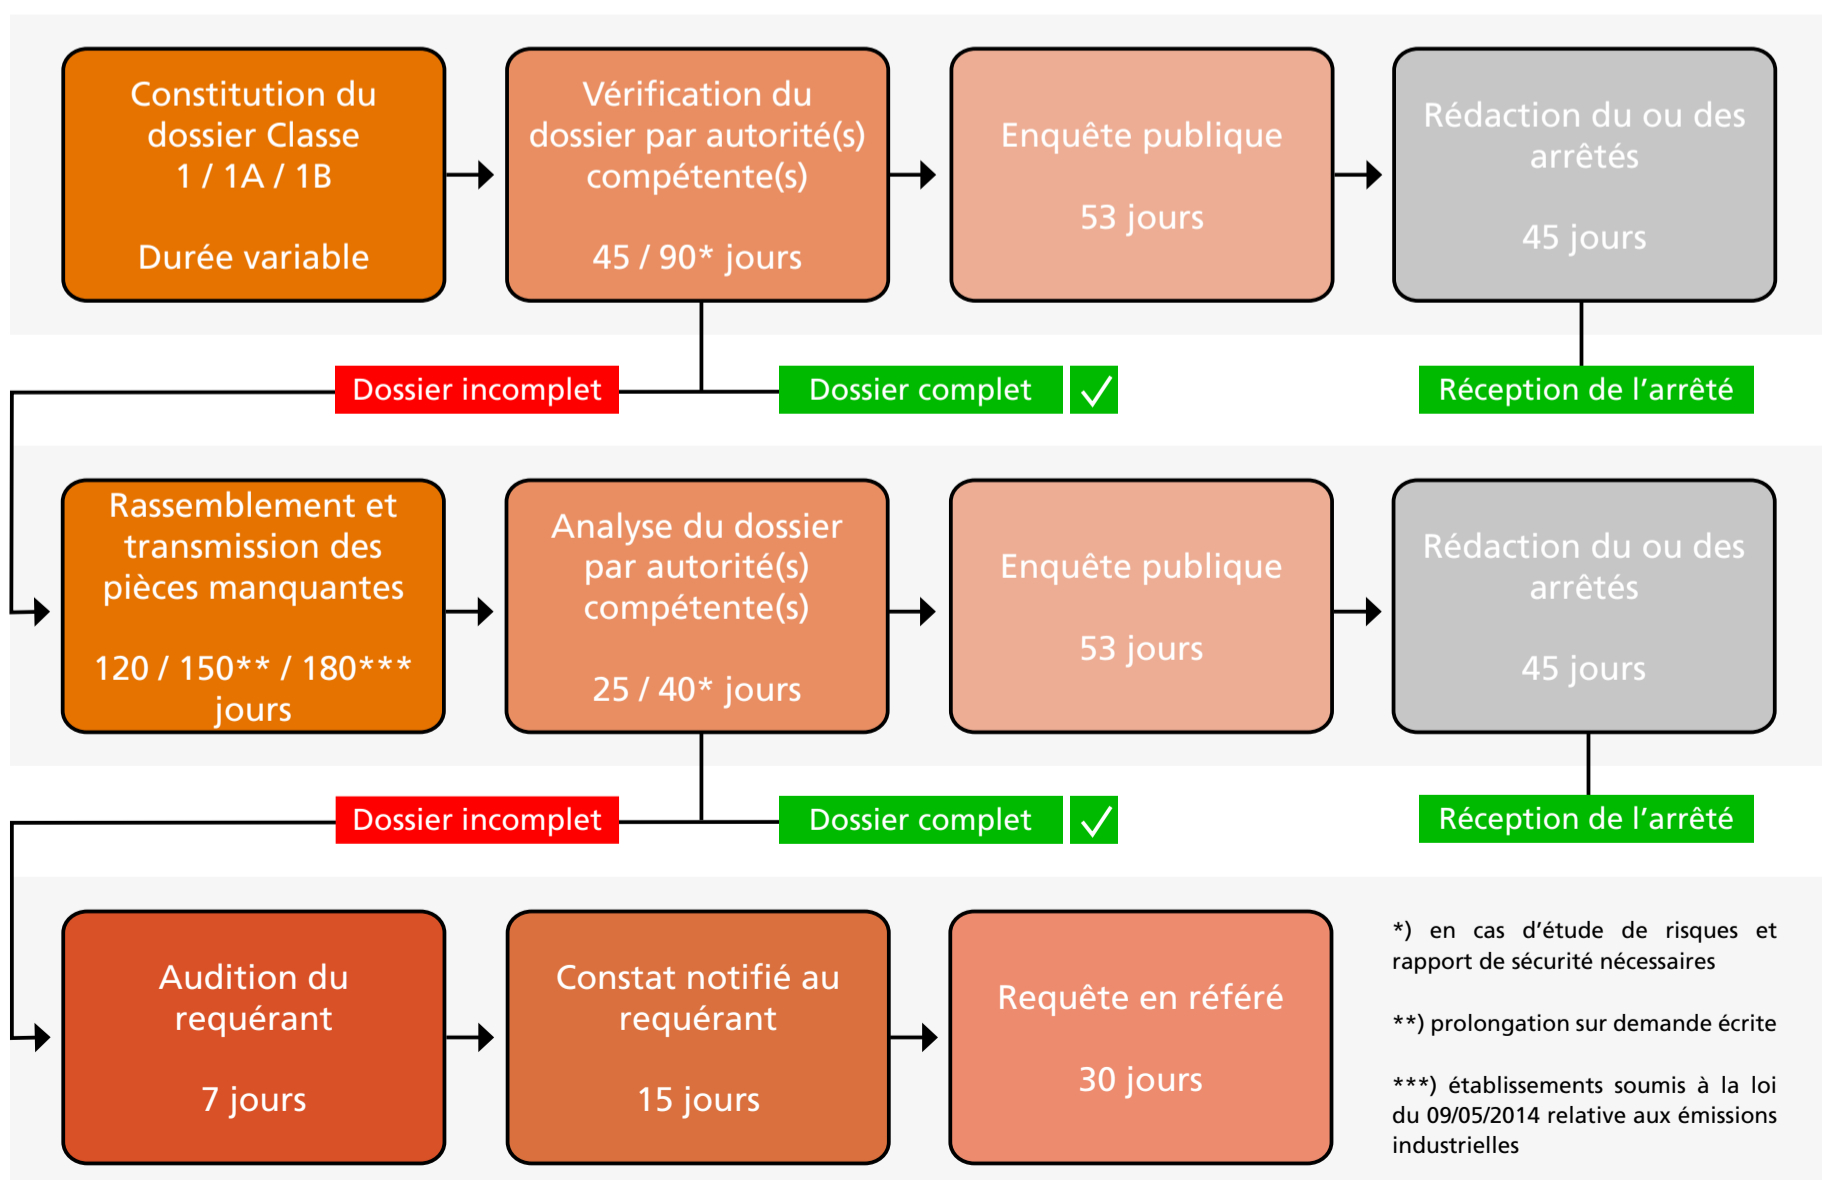 Constitution du
dossier Classe
1 / 1A / 1B
Durée variable
Vérification du
dossier par autorité(s)
compétente(s)
45 / 90* jours
Enquête publique
53 jours
Rédaction du ou des
arrêtés
45 jours
Dossier incomplet
Dossier complet
Réception de l’arrêté
Rassemblement et
transmission des
pièces manquantes
120 / 150** / 180***
jours
Analyse du dossier
par autorité(s)
compétente(s)
25 / 40* jours
Enquête publique
53 jours
Rédaction du ou des
arrêtés
45 jours
Dossier incomplet
Dossier complet
Réception de l’arrêté
Audition du
requérant
7 jours
Constat notifié au
requérant
15 jours
Requête en référé
30 jours
*) en cas d’étude de risques et
rapport de sécurité nécessaires
**) prolongation sur demande écrite
***) établissements soumis à la loi
du 09/05/2014 relative aux émissions
industrielles